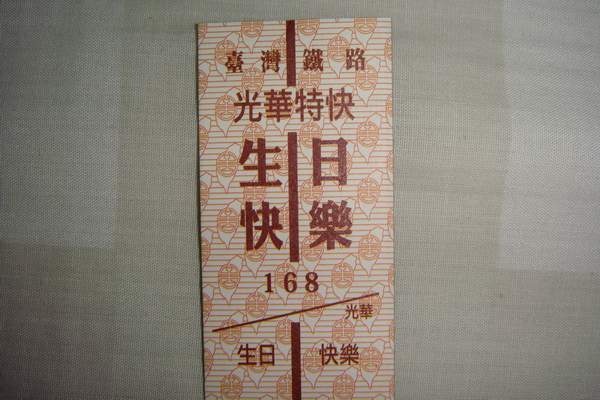 臺灣鐵路
光華特快
生日
快樂
168
光華
生日 快樂